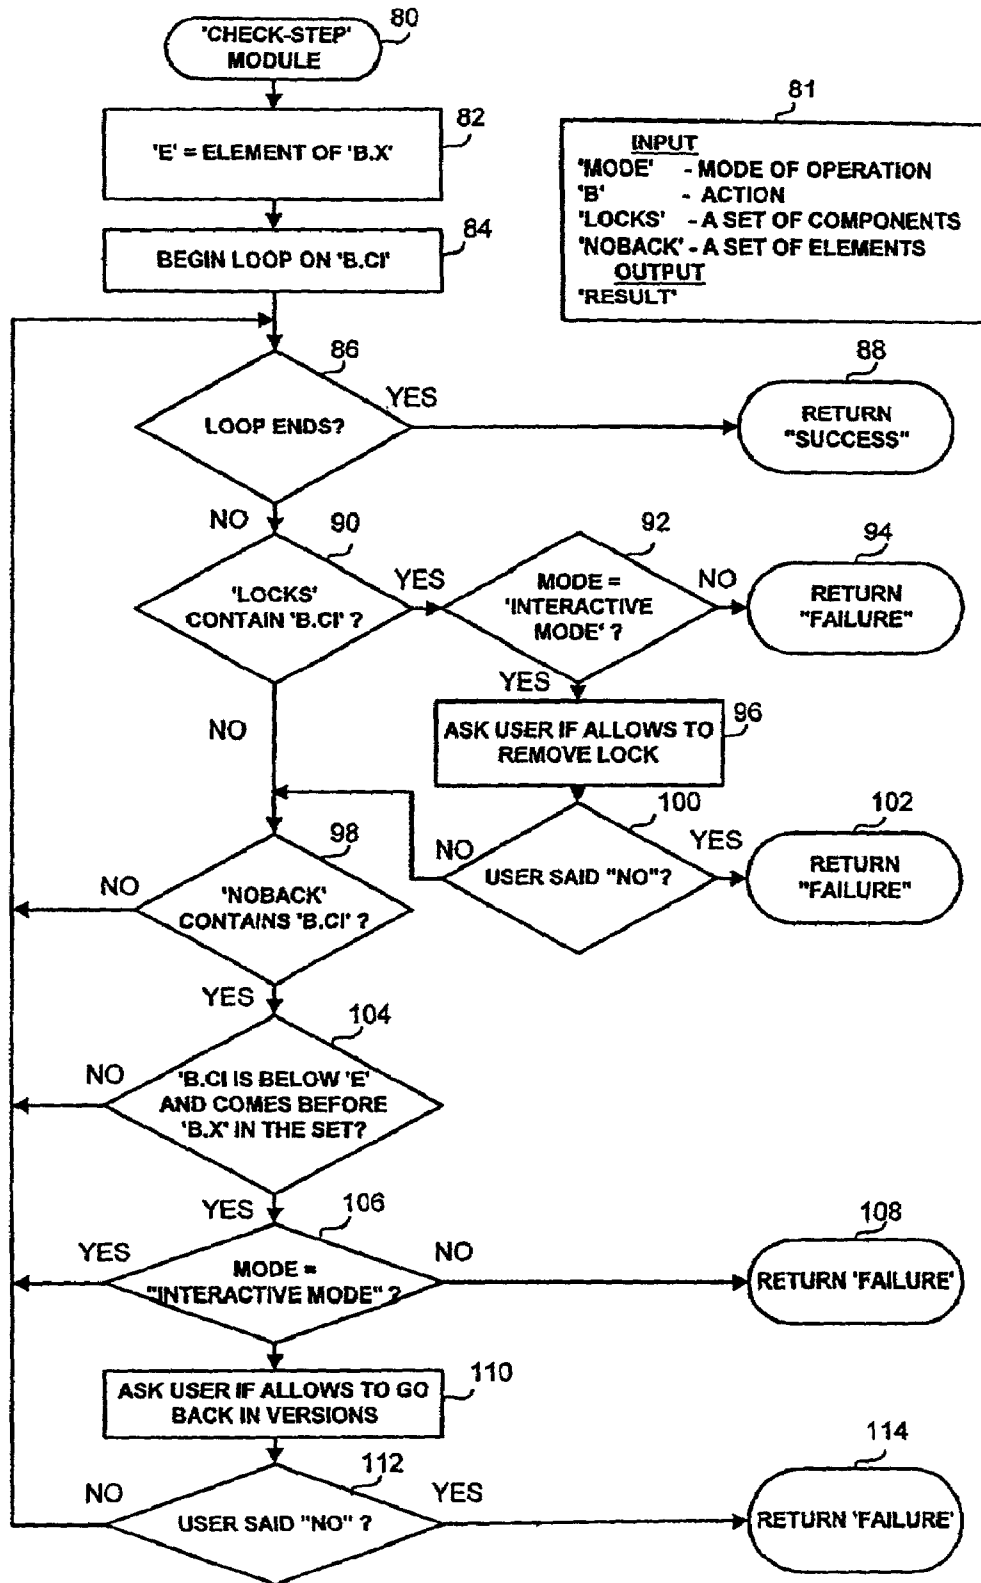 80
'CHECK-STEP'
MODULE
82
'E' = ELEMENT OF 'B.X'
84
BEGIN LOOP ON 'B.CI'
81
INPUT
'MODE' - MODE OF OPERATION
'B' - ACTION
'LOCKS' - A SET OF COMPONENTS
'NOBACK' - A SET OF ELEMENTS
OUTPUT
'RESULT'
86
LOOP ENDS?
YES
88
RETURN
"SUCCESS"
NO
90
'LOCKS'
CONTAIN 'B.CI' ?
YES
92
MODE =
'INTERACTIVE
MODE' ?
NO
94
RETURN
"FAILURE"
YES
NO
96
ASK USER IF ALLOWS TO
REMOVE LOCK
100
NO
USER SAID "NO"?
YES
102
RETURN
"FAILURE"
98
NO
'NOBACK'
CONTAINS 'B.CI' ?
YES
104
NO
'B.CI IS BELOW 'E'
AND COMES BEFORE
'B.X' IN THE SET?
YES
106
YES
MODE =
"INTERACTIVE MODE" ?
NO
108
RETURN 'FAILURE'
110
ASK USER IF ALLOWS TO GO
BACK IN VERSIONS
112
NO
USER SAID "NO" ?
YES
114
RETURN 'FAILURE'